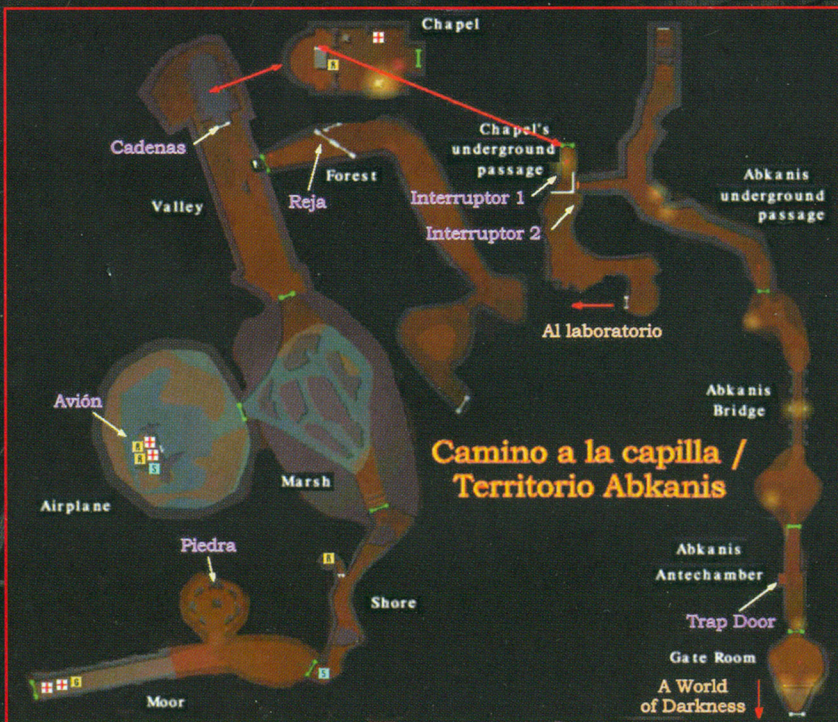 Chapel
Cadenas
Chapel's
underground
passage
Reja
Forest
Interruptor 1
Abkanis
underground
passage
Valley
Interruptor 2
Al laboratorio
Avión
Abkanis
Bridge
Camino a la capilla /
Territorio Abkanis
Marsh
Airplane
Piedra
Abkanis
Antechamber
Shore
Trap Door
Gate Room
Moor
A World
of Darkness
R
R
R
S
R
S
G